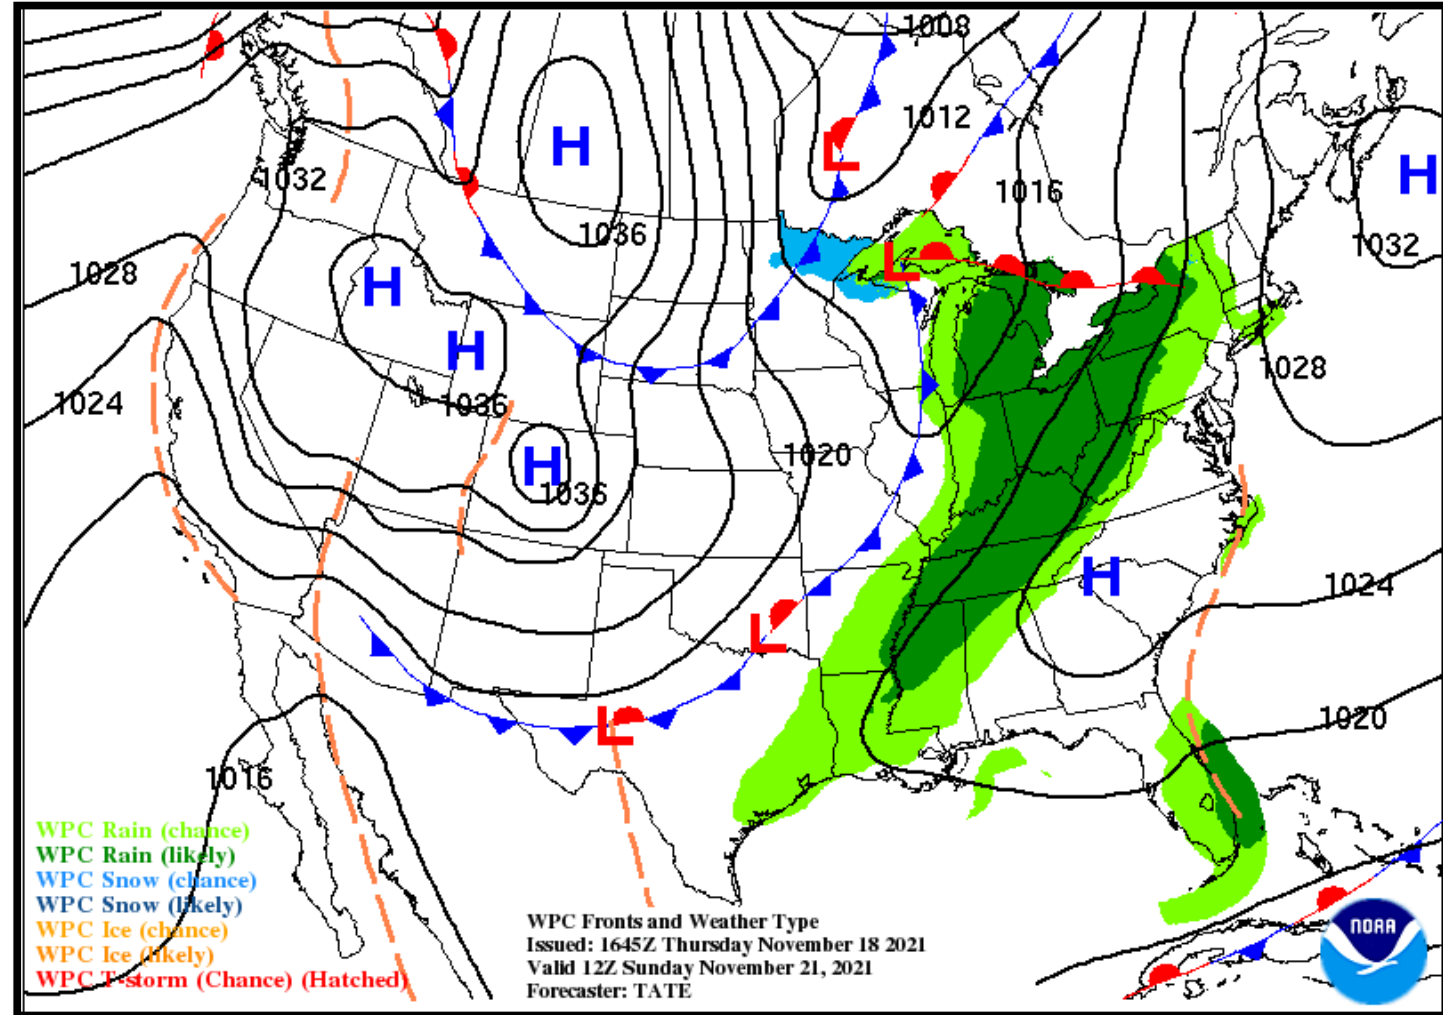 1008
H
L
1012
H
1032
1016
1036
1032
1028
H
L
H
1028
1024
1036
1020
H
1036
H
1024
L
L
1020
1016
WPC Rain (chance)
WPC Rain (likely)
WPC Snow (chance)
WPC Snow (likely)
WPC Ice (chance)
WPC Ice (likely)
WPC T-storm (Chance) (Hatched)
WPC Fronts and Weather Type
Issued: 1645Z Thursday November 18 2021
Valid 12Z Sunday November 21, 2021
Forecaster: TATE
NOAA